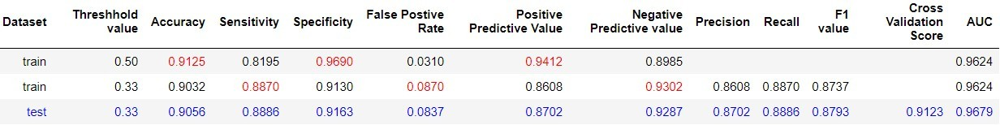 Dataset Threshhold value Accuracy Sensitivity Specificity False Postive Rate Positive Predictive Value Negative Predictive value Precision Recall F1 value Cross Validation Score AUC
train 0.50 0.9125 0.8195 0.9690 0.0310 0.9412 0.8985 0.9624
train 0.33 0.9032 0.8870 0.9130 0.0870 0.8608 0.9302 0.8608 0.8870 0.8737 0.9624
test 0.33 0.9056 0.8886 0.9163 0.0837 0.8702 0.9287 0.8702 0.8886 0.8793 0.9123 0.9679